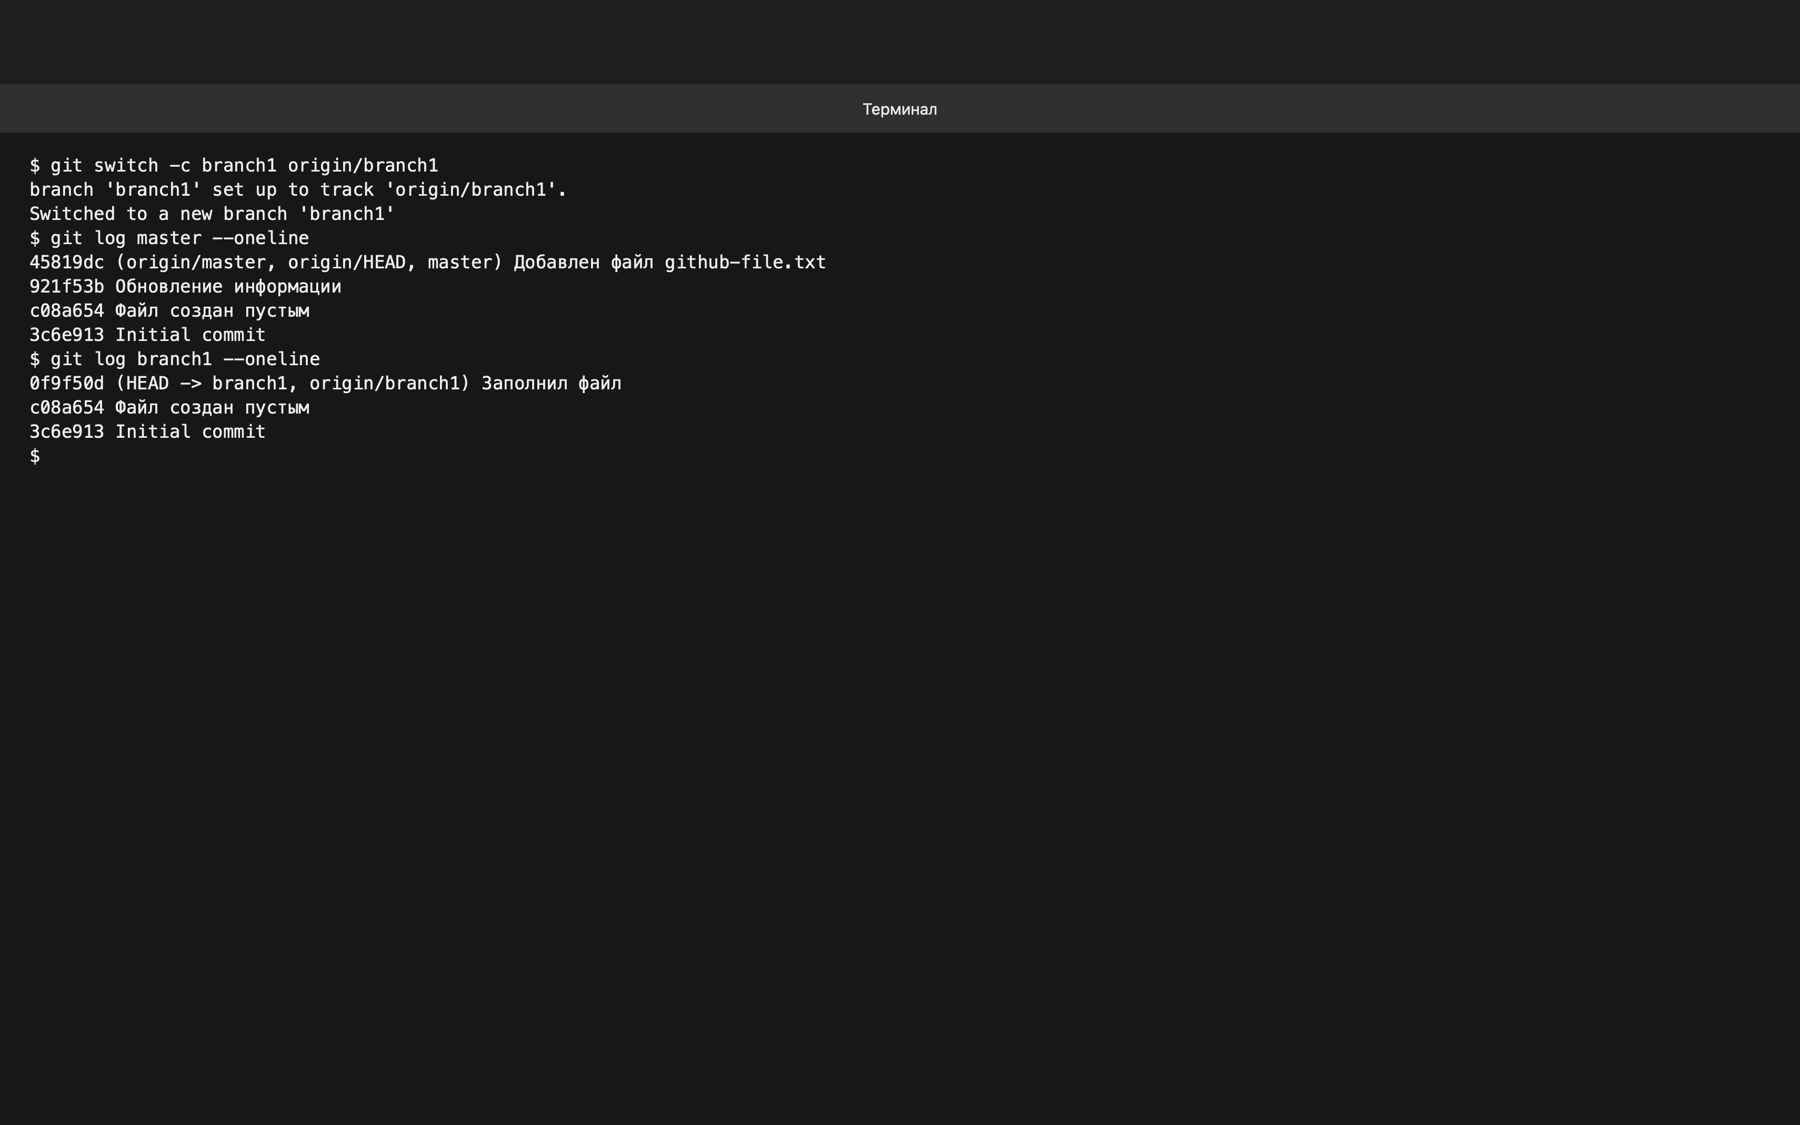 Терминал
$ git switch -c branch1 origin/branch1
branch 'branch1' set up to track 'origin/branch1'.
Switched to a new branch 'branch1'
$ git log master --oneline
45819dc (origin/master, origin/HEAD, master) Добавлен файл github-file.txt
921f53b Обновление информации
c08a654 Файл создан пустым
3c6e913 Initial commit
$ git log branch1 --oneline
0f9f50d (HEAD -> branch1, origin/branch1) Заполнил файл
c08a654 Файл создан пустым
3c6e913 Initial commit
$